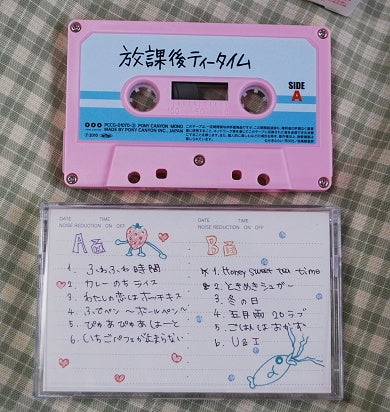 放課後ティータイム
SIDE
A
PCCG-01070-③ PONY CANYON MONO
MADE BY PONY CANYON INC., JAPAN
DATE TIME
NOISE REDUCTION ON OFF
A面
1. ふわふわ時間
2. カレーのちライス
3. わたしの恋はホーチキス
4. ふでペン ～ボールペン～
5. ぴゅあぴゅあはーと
6. いちごパフェが止まらない
DATE TIME
NOISE REDUCTION ON OFF
B面
1. Honey sweet tea time
2. ときめきシュガー
3. 冬の日
4. 五月雨20ラブ
5. ごはんはおかず
6. U&I